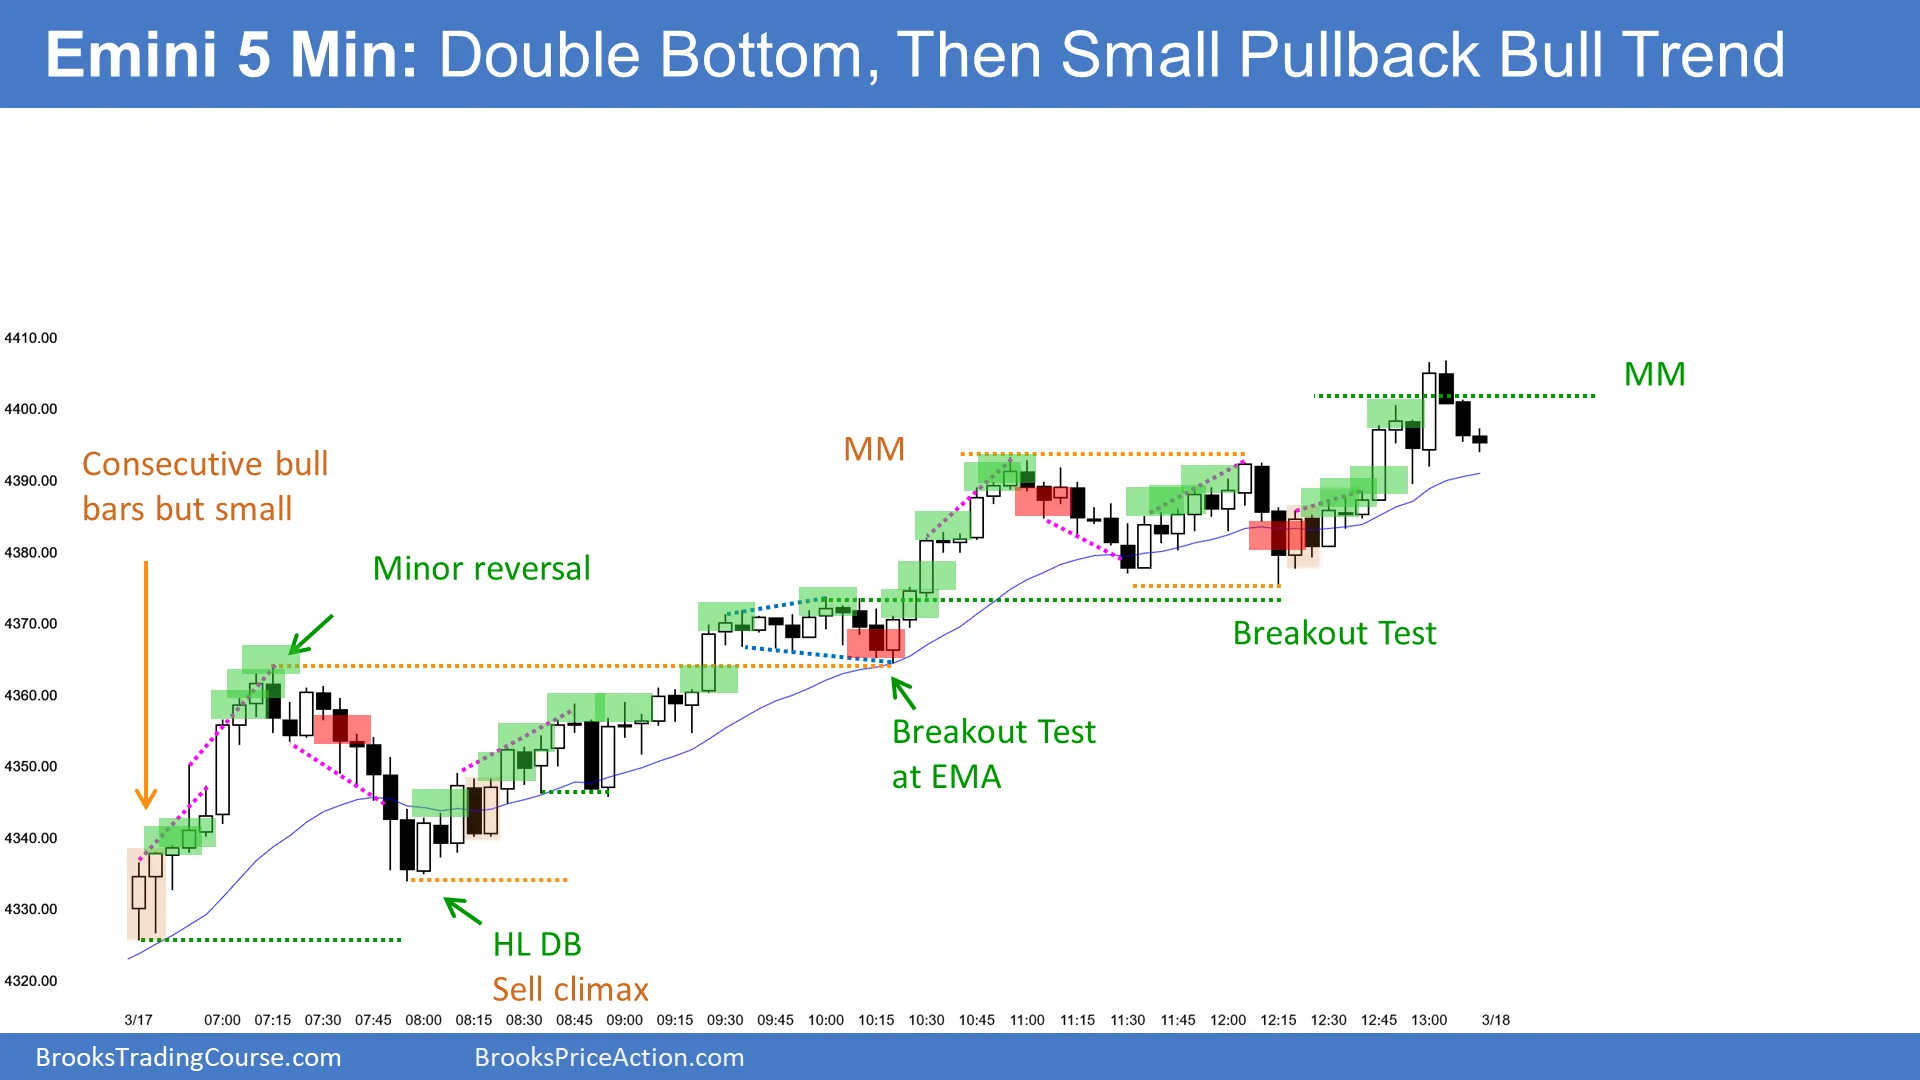 Emini 5 Min: Double Bottom, Then Small Pullback Bull Trend
4410.00
4400.00
4390.00
4380.00
4370.00
4360.00
4350.00
4340.00
4330.00
4320.00
Consecutive bull
bars but small
Minor reversal
HL DB
Sell climax
MM
Breakout Test
at EMA
Breakout Test
MM
3/17 07:00 07:15 07:30 07:45 08:00 08:15 08:30 08:45 09:00 09:15 09:30 09:45 10:00 10:15 10:30 10:45 11:00 11:15 11:30 11:45 12:00 12:15 12:30 12:45 13:00 3/18
BrooksTradingCourse.com BrooksPriceAction.com